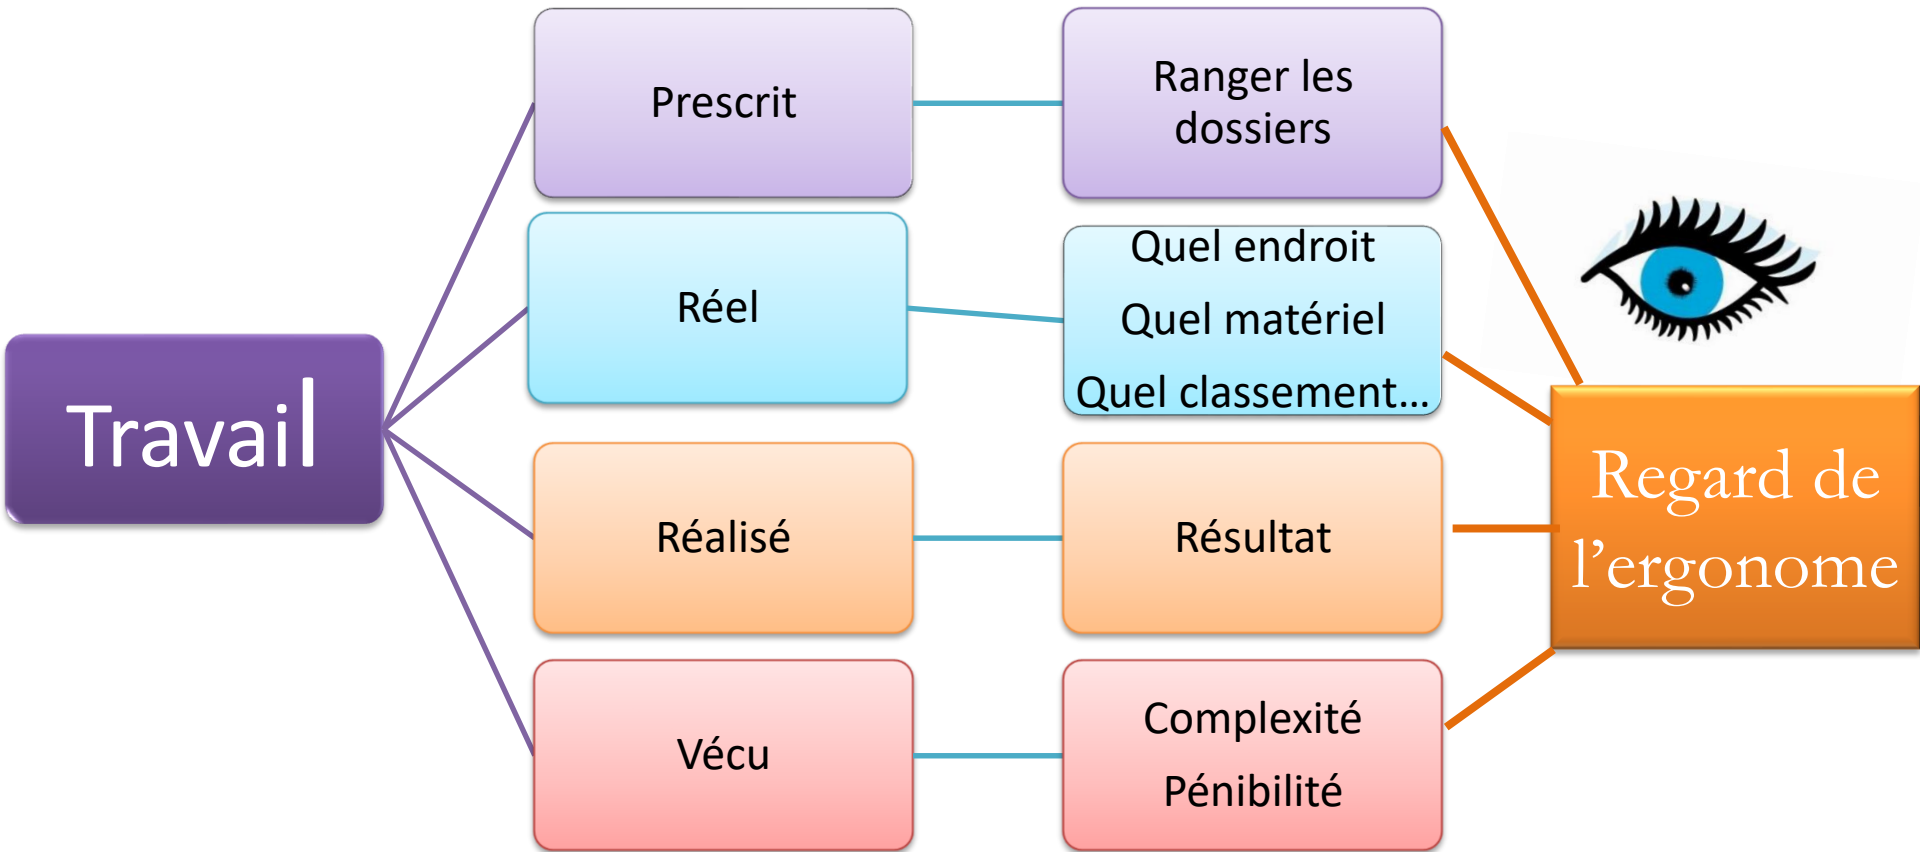 Travail
Prescrit
Ranger les
dossiers
Réel
Quel endroit
Quel matériel
Quel classement...
Réalisé
Résultat
Vécu
Complexité
Pénibilité
Regard de
l’ergonome